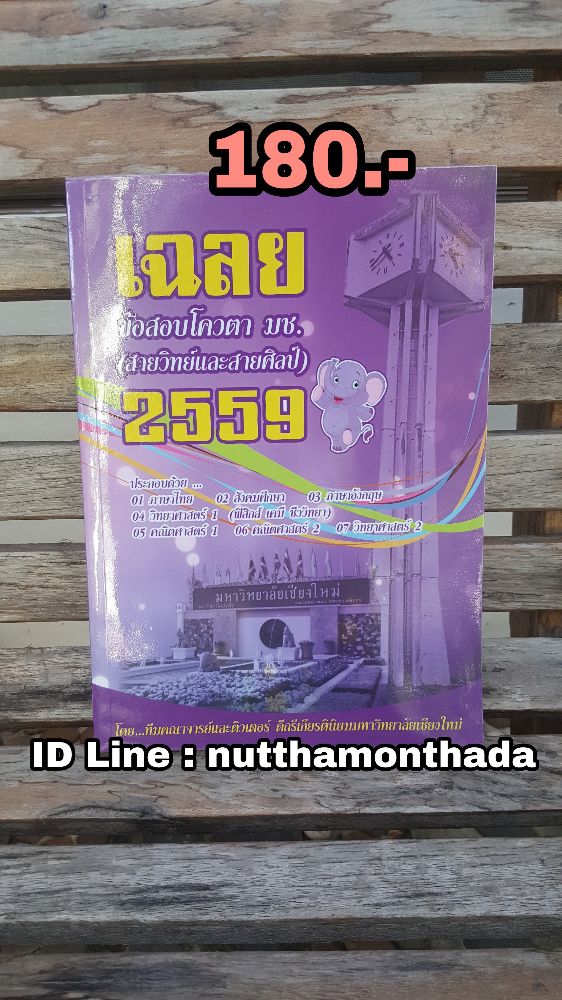 180.-
เฉลย
ข้อสอบโควตา มช.
(สายวิทย์และสายศิลป์)
2559
ประกอบด้วย ...
01 ภาษาไทย 02 สังคมศึกษา 03 ภาษาอังกฤษ
04 วิทยาศาสตร์ 1 (ฟิสิกส์ เคมี ชีววิทยา)
05 คณิตศาสตร์ 1 06 คณิตศาสตร์ 2 07 วิทยาศาสตร์ 2
มหาวิทยาลัยเชียงใหม่
CHIANG MAI UNIVERSITY
โดย...ทีมคณาจารย์และติวเตอร์ ดีกรีเกียรตินิยมมหาวิทยาลัยเชียงใหม่
ID Line : nutthamonthada